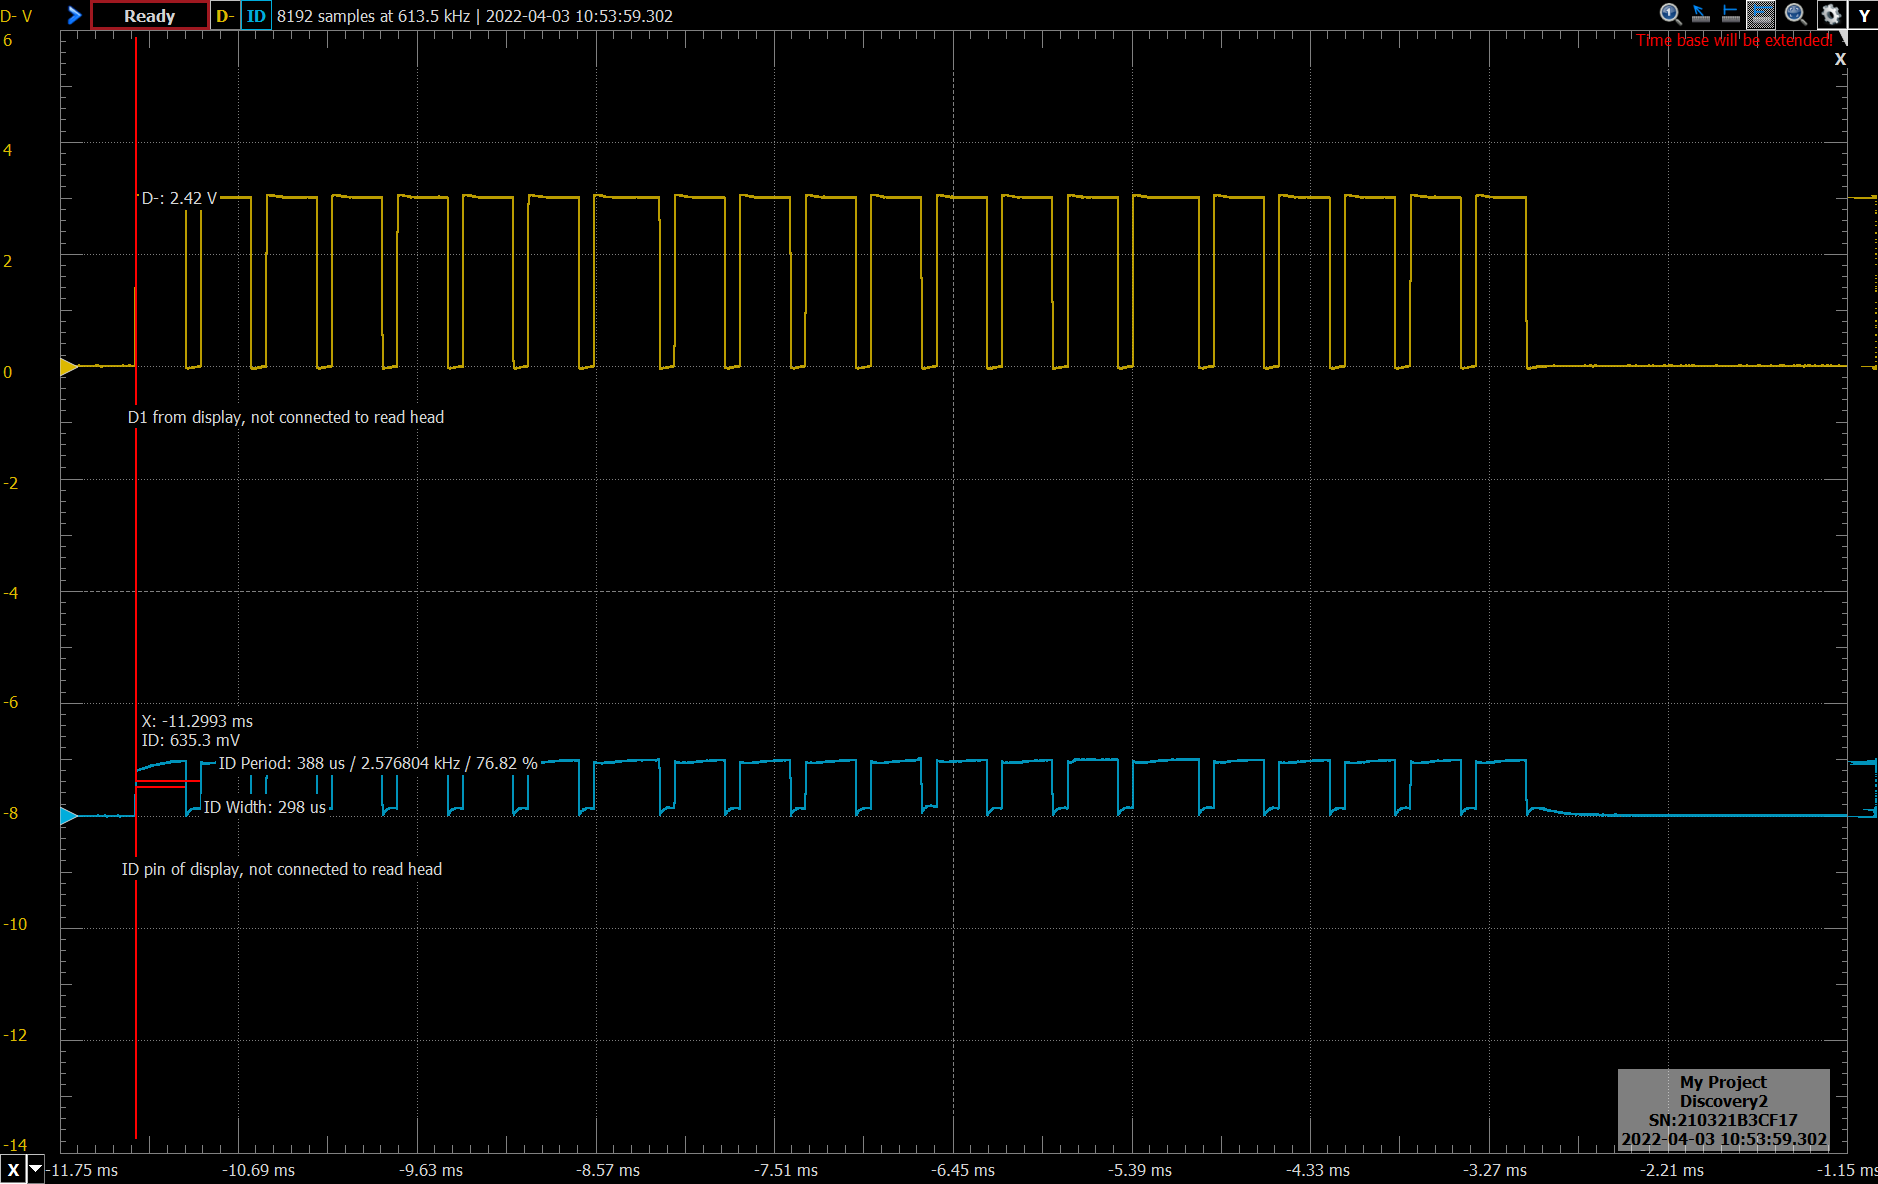 D- V
Ready D- ID 8192 samples at 613.5 kHz | 2022-04-03 10:53:59.302
1
Y
6
Time base will be extended!
X
4
D-: 2.42 V
2
0
D1 from display, not connected to read head
-2
-4
-6
X: -11.2993 ms
ID: 635.3 mV
ID Period: 388 us / 2.576804 kHz / 76.82 %
ID Width: 298 us
-8
ID pin of display, not connected to read head
-10
-12
My Project
Discovery2
SN:210321B3CF17
2022-04-03 10:53:59.302
-14
X -11.75 ms -10.69 ms -9.63 ms -8.57 ms -7.51 ms -6.45 ms -5.39 ms -4.33 ms -3.27 ms -2.21 ms -1.15 ms